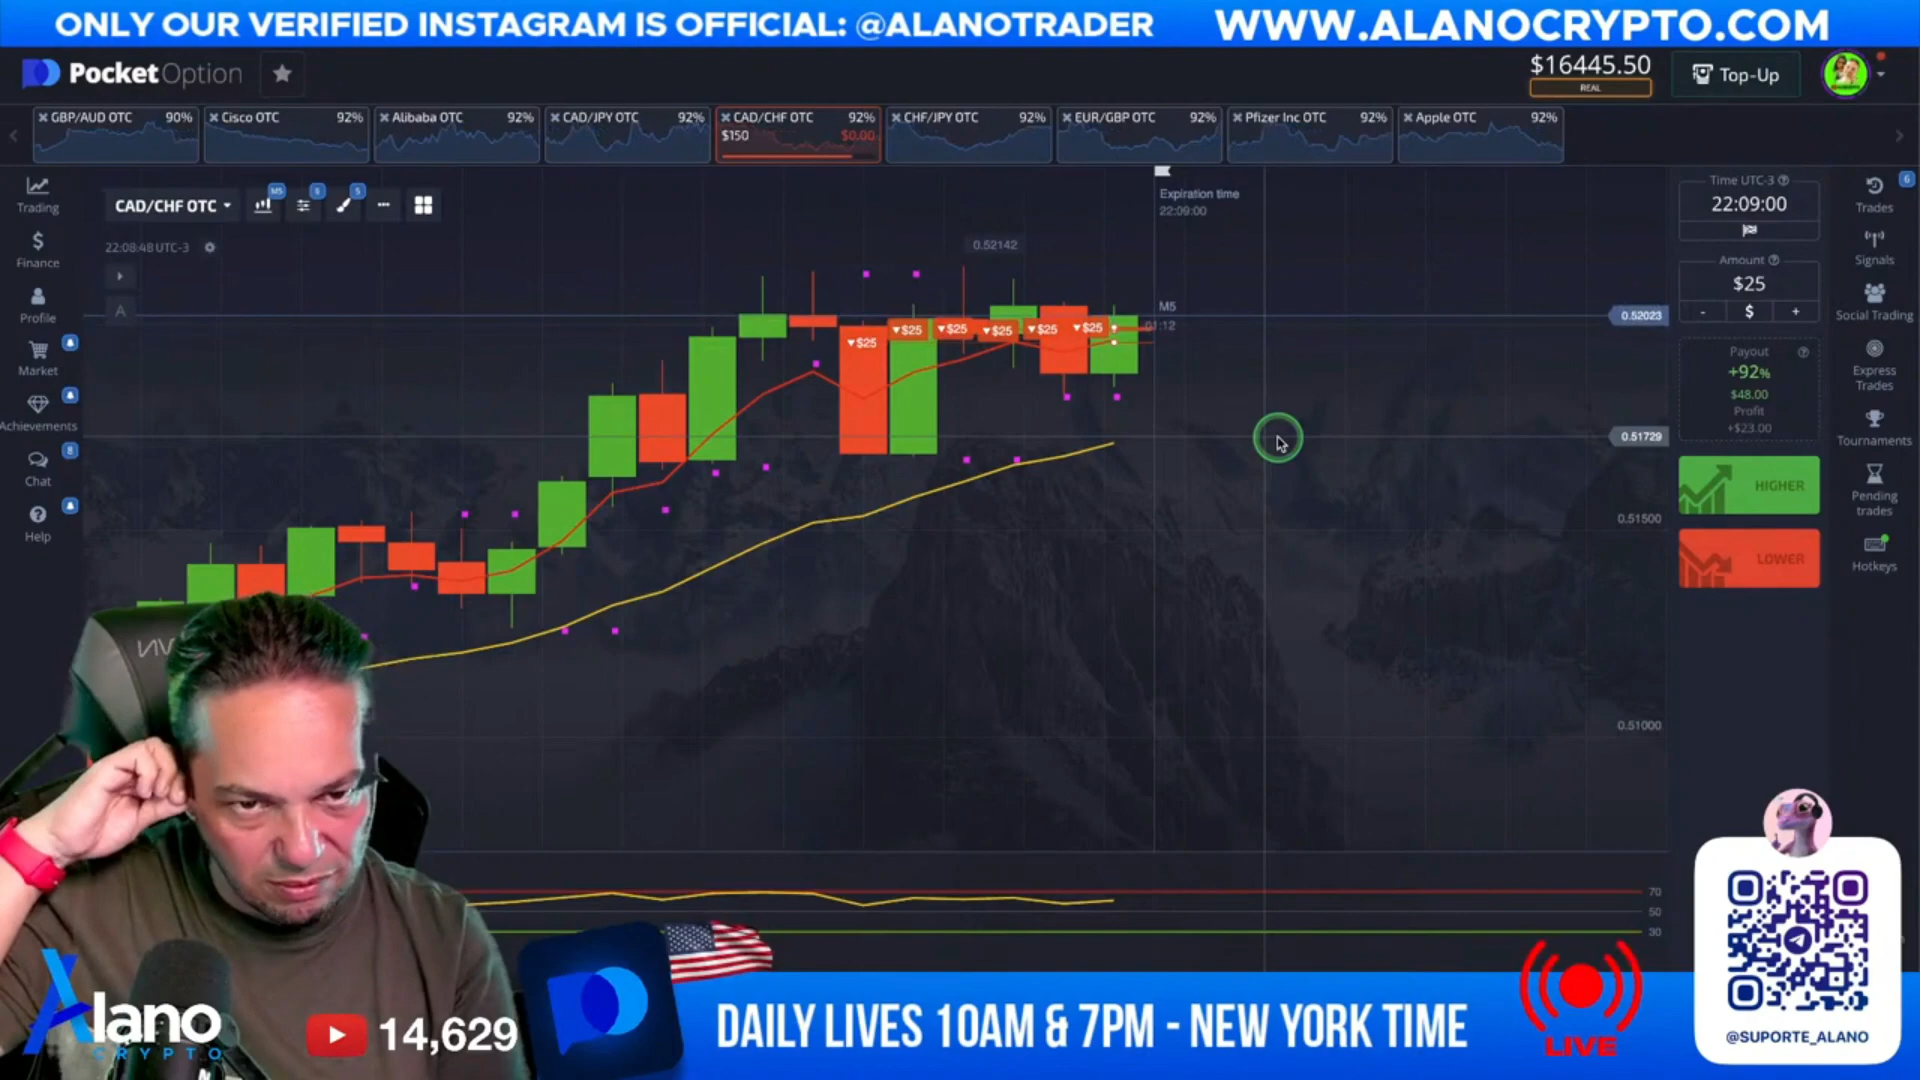 ONLY OUR VERIFIED INSTAGRAM IS OFFICIAL: @ALANOTRADER WWW.ALANOCRYPTO.COM
PocketOption
$16445.50
REAL
Top-Up
GBP/AUD OTC 90%
Cisco OTC 92%
Alibaba OTC 92%
CAD/JPY OTC 92%
CAD/CHF OTC 92%
$150 $0.00
CHF/JPY OTC 92%
EUR/GBP OTC 92%
Pfizer Inc OTC 92%
Apple OTC 92%
Trading
Finance
Profile
Market
Achievements
8
Chat
Help
CAD/CHF OTC
M5
22:08:48 UTC-3
A
0.52142
Expiration time
22:09:00
M5
01:12
$25
$25
$25
$25
$25
$25
0.52023
0.51729
0.51500
0.51000
70
50
30
Time UTC-3
22:09:00
Amount
$25
- $ +
Payout
+92%
$48.00
Profit
+$23.00
HIGHER
LOWER
6
Trades
Signals
Social Trading
Express
Trades
Tournaments
Pending
trades
Hotkeys
Alano
CRYPTO
14,629
DAILY LIVES 10AM & 7PM - NEW YORK TIME
LIVE
@SUPORTE_ALANO